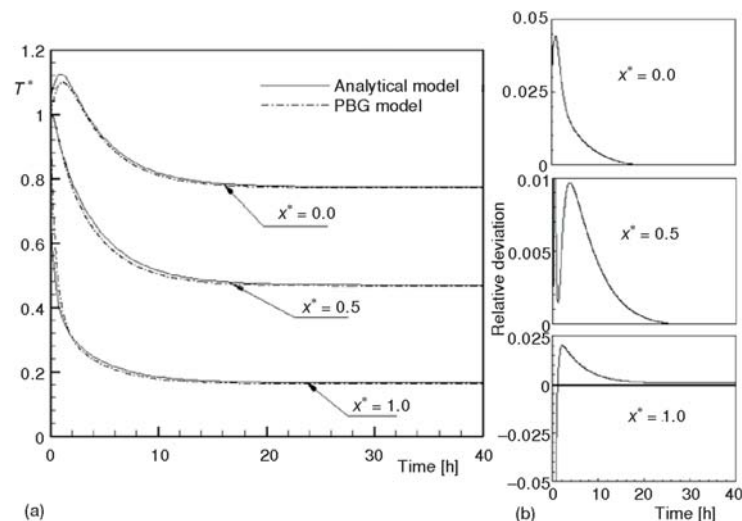 1.2
T*
1
0.8
0.6
0.4
0.2
0
0
10
20
30
40
Time [h]
Analytical model
PBG model
x* = 0.0
x* = 0.5
x* = 1.0
(a)
(b)
0.05
0.025
0
x* = 0.0
Relative deviation
0.01
0.005
0
x* = 0.5
0.05
0.025
0
−0.025
−0.05
x* = 1.0
0
10
20
30
40
Time [h]